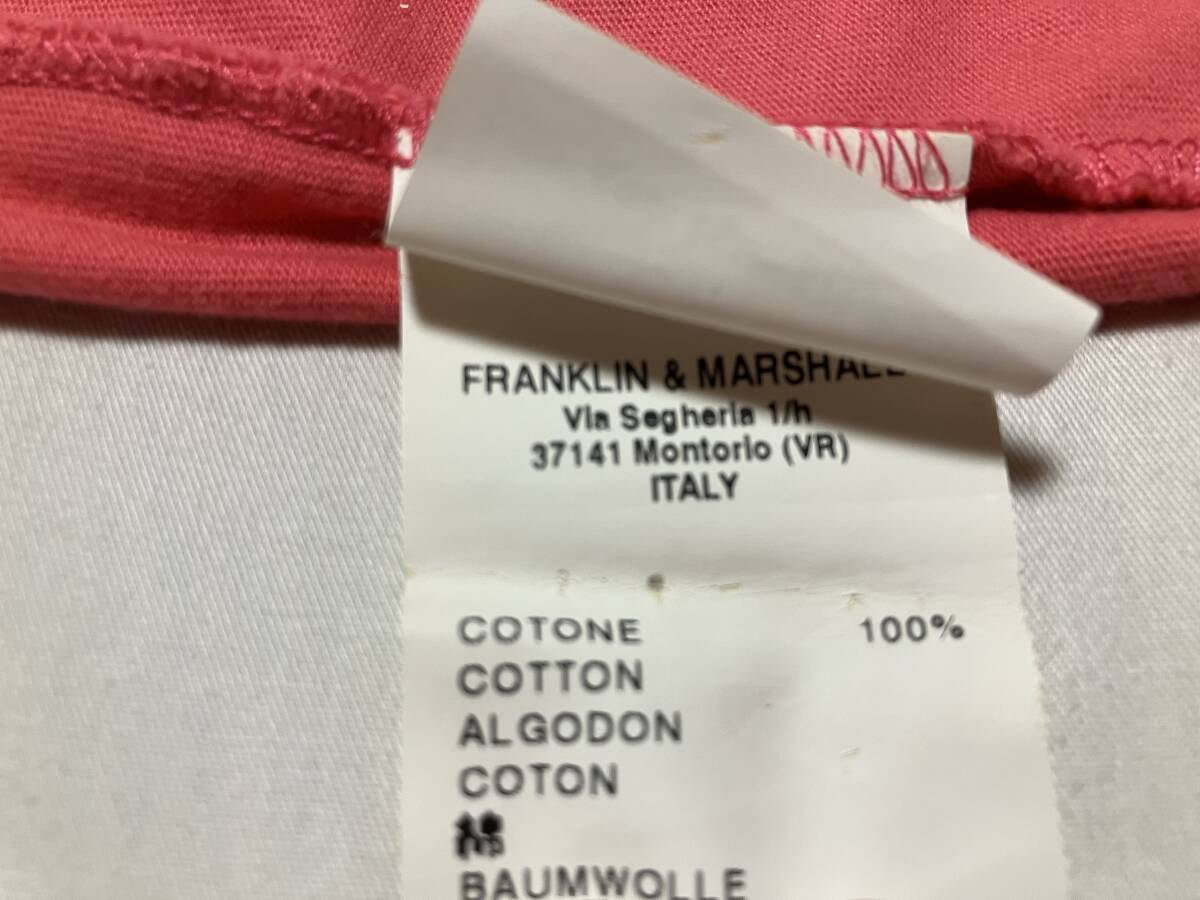 FRANKLIN & MARSHALL
Via Segheria 1/h
37141 Montorio (VR)
ITALY
COTONE 100%
COTTON
ALGODON
COTON
綿
BAUMWOLLE